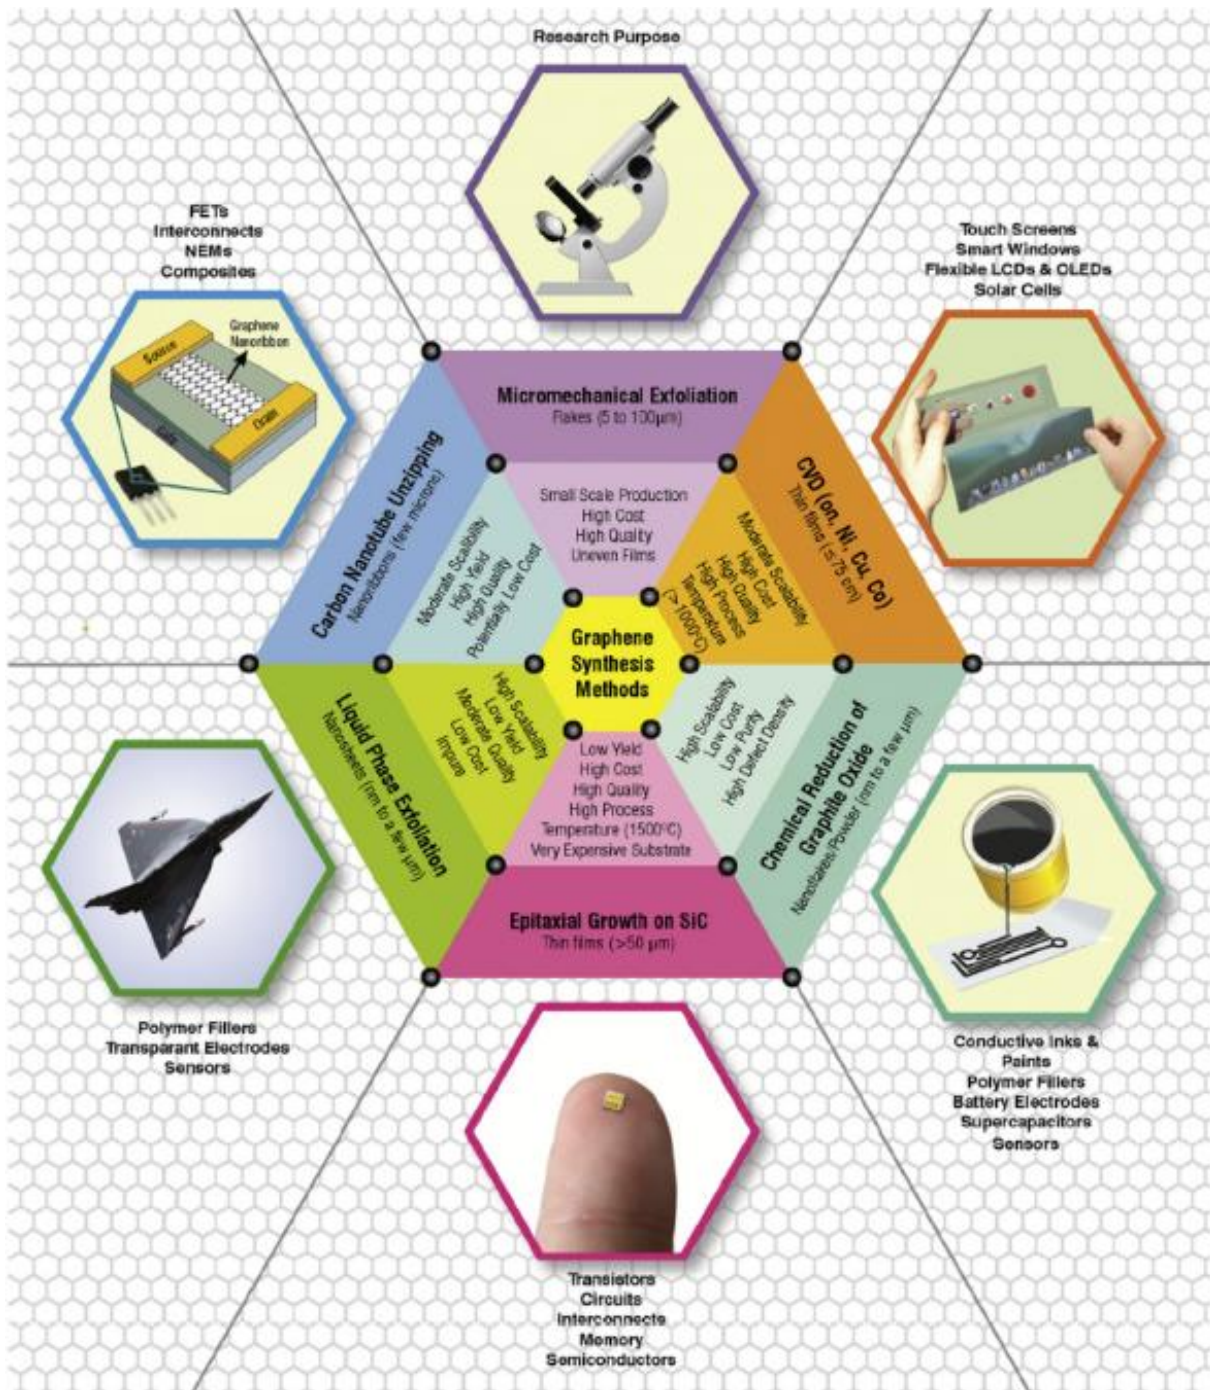 Research Purpose
FETs
Interconnects
NEMs
Composites
Touch Screens
Smart Windows
Flexible LCDs & OLEDs
Solar Cells
Graphene
Nanoribbon
Source
Gate
Drain
Micromechanical Exfoliation
Flakes (5 to 100µm)
Small Scale Production
High Cost
High Quality
Uneven Films
Carbon Nanotube Unzipping
Nanoribbons (few microns)
Moderate Scalibility
High Yield
High Quality
Potentially Low Cost
CVD (on, Ni, Cu, Co)
Thin films (≤75 cm)
Moderate Scalability
High Cost
High Quality
High Process
Temperature
(>1000ºC)
Graphene
Synthesis
Methods
Liquid Phase Exfoliation
Nanosheets (nm to a few µm)
High Scalability
Low Yield
Moderate Quality
Low Cost
Impure
Low Yield
High Cost
High Quality
High Process
Temperature (1500ºC)
Very Expensive Substrate
Epitaxial Growth on SiC
Thin films (>50 µm)
High Scalability
Low Cost
Low Purity
High Defect Density
Chemical Reduction of
Graphite Oxide
(nm to a few µm)
Polymer Fillers
Transparant Electrodes
Sensors
Conductive Inks &
Paints
Polymer Fillers
Battery Electrodes
Supercapacitors
Sensors
Transistors
Circuits
Interconnects
Memory
Semiconductors